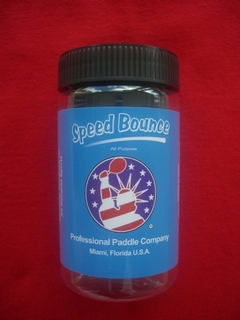 Speed Bounce
All Purpose
Professional Paddle Company
Miami, Florida U.S.A.